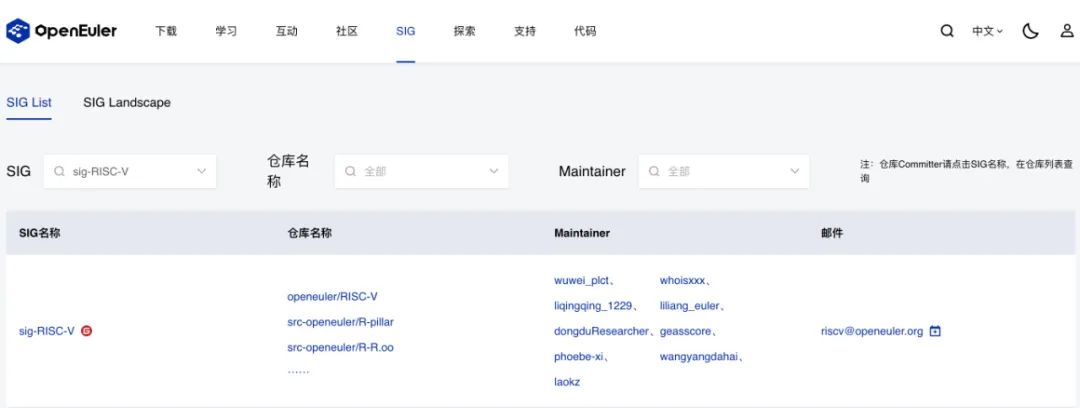 OpenEuler 下载 学习 互动 社区 SIG 探索 支持 代码 中文
SIG List SIG Landscape
SIG sig-RISC-V 仓库名称 全部 Maintainer 全部 注：仓库Committer请点击SIG名称，在仓库列表查询
SIG名称 仓库名称 Maintainer 邮件
sig-RISC-V
openeuler/RISC-V
src-openeuler/R-pillar
src-openeuler/R-R.oo
……
wuwei_plct、 whoisxxx、
liqingqing_1229、 liliang_euler、
dongduResearcher、 geasscore、
phoebe-xi、 wangyangdahai、
laokz
riscv@openeuler.org